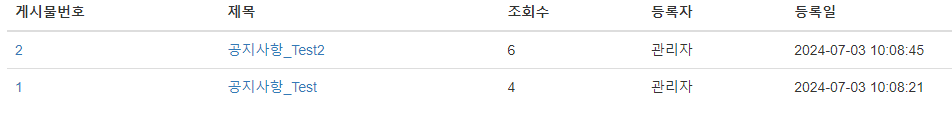 게시물번호 제목 조회수 등록자 등록일
2 공지사항_Test2 6 관리자 2024-07-03 10:08:45
1 공지사항_Test 4 관리자 2024-07-03 10:08:21